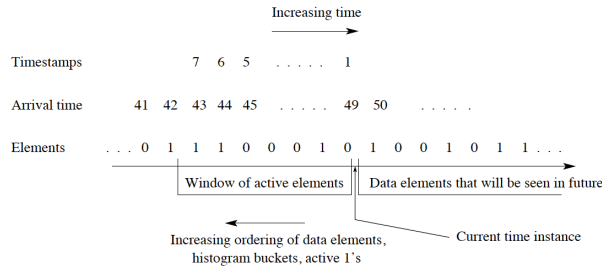 Increasing time
Timestamps 7 6 5 . . . . . 1
Arrival time 41 42 43 44 45 . . . . . 49 50 . . . . .
Elements . . . 0 1 1 1 0 0 0 1 0 1 0 0 1 0 1 1 . . .
Window of active elements Data elements that will be seen in future
Increasing ordering of data elements,
histogram buckets, active 1's
Current time instance